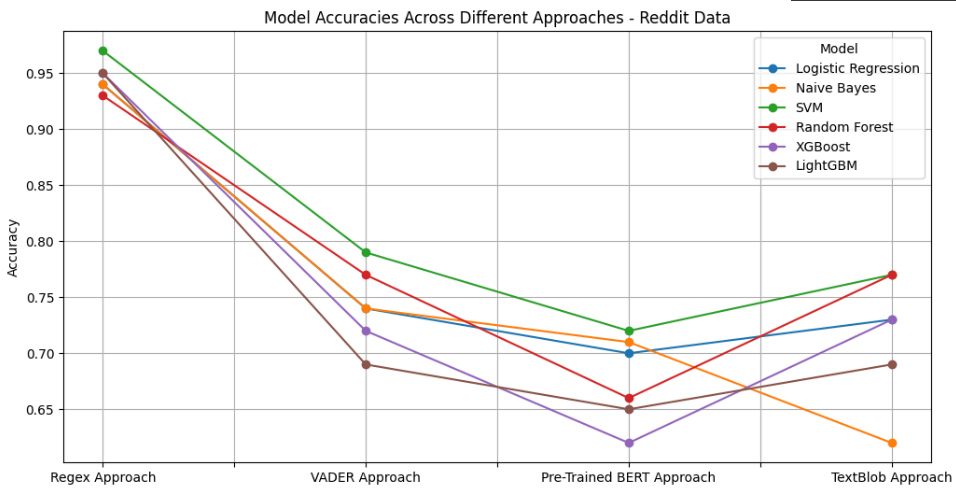 Model Accuracies Across Different Approaches - Reddit Data
Model
Logistic Regression
Naive Bayes
SVM
Random Forest
XGBoost
LightGBM
Accuracy
0.95
0.90
0.85
0.80
0.75
0.70
0.65
Regex Approach
VADER Approach
Pre-Trained BERT Approach
TextBlob Approach